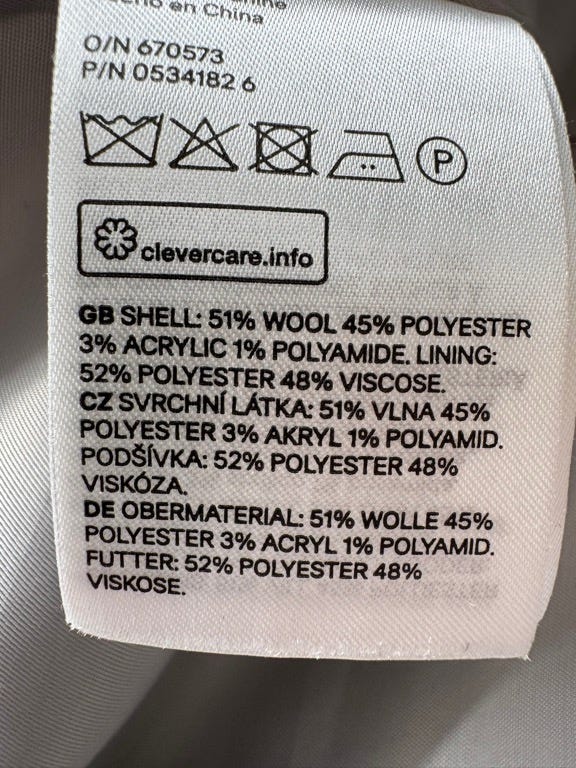 en China
O/N 670573
P/N 0534182 6
P
clevercare.info
GB SHELL: 51% WOOL 45% POLYESTER
3% ACRYLIC 1% POLYAMIDE. LINING:
52% POLYESTER 48% VISCOSE.
CZ SVRCHNÍ LÁTKA: 51% VLNA 45%
POLYESTER 3% AKRYL 1% POLYAMID.
PODŠÍVKA: 52% POLYESTER 48%
VISKÓZA.
DE OBERMATERIAL: 51% WOLLE 45%
POLYESTER 3% ACRYL 1% POLYAMID.
FUTTER: 52% POLYESTER 48%
VISKOSE.